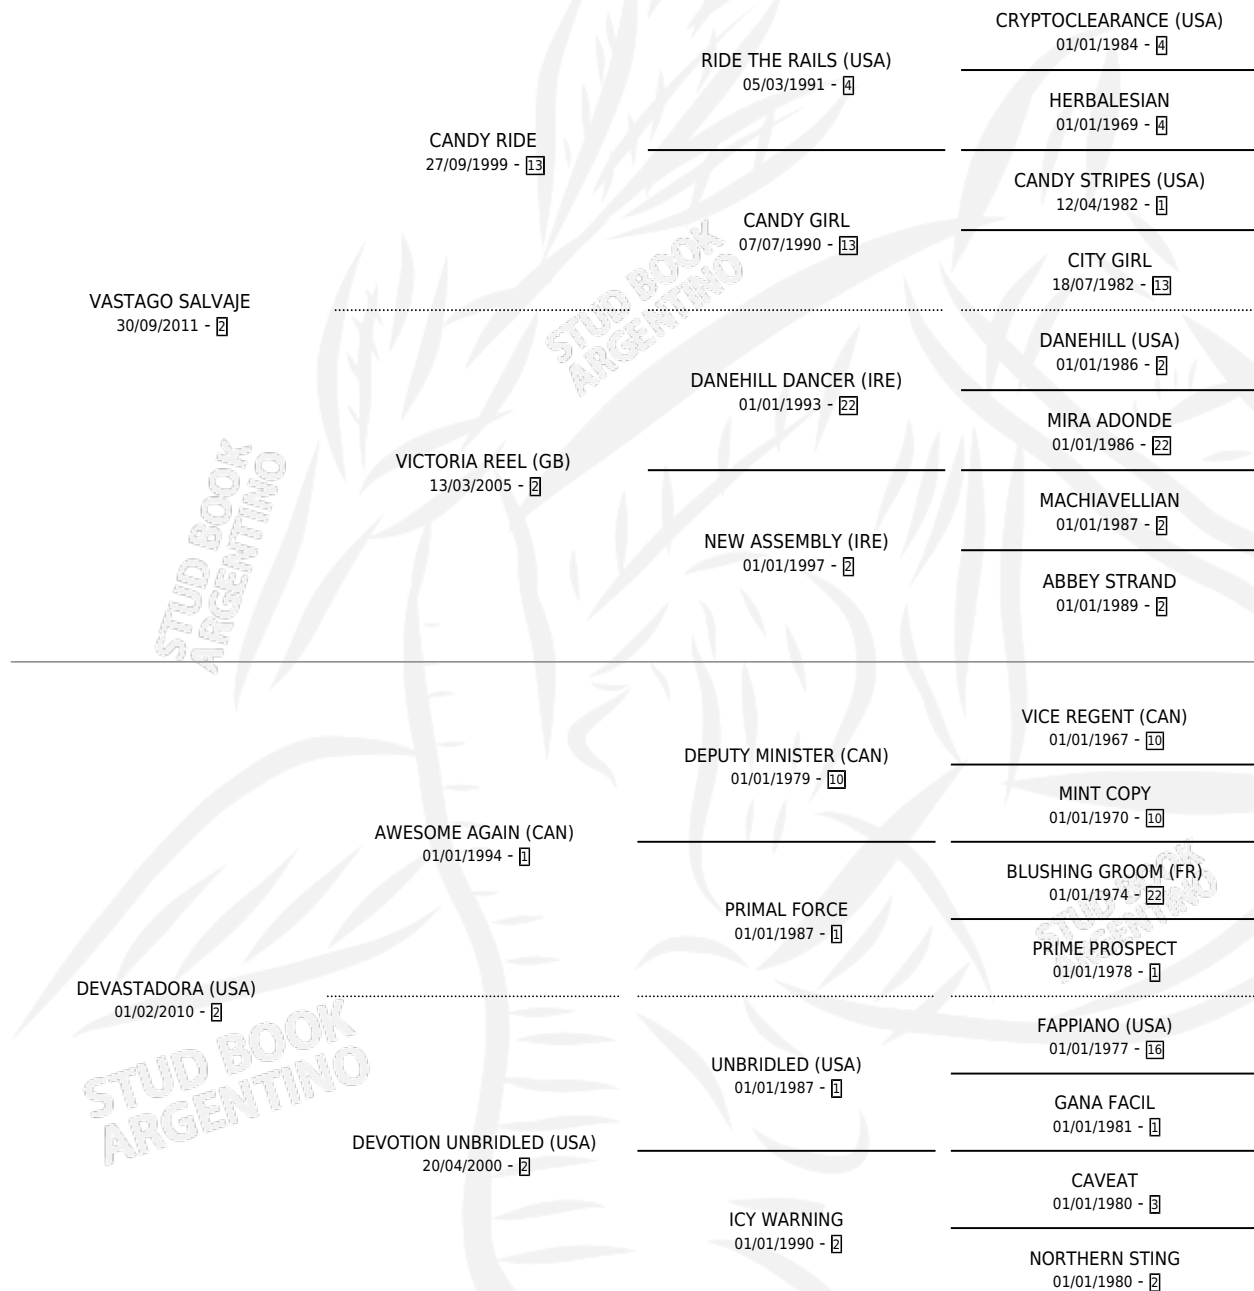 CRYPTOCLEARANCE (USA)
01/01/1984 - 4
RIDE THE RAILS (USA)
05/03/1991 - 4
HERBALESIAN
01/01/1969 - 4
CANDY RIDE
27/09/1999 - 13
CANDY STRIPES (USA)
12/04/1982 - 1
CANDY GIRL
07/07/1990 - 13
CITY GIRL
18/07/1982 - 13
VASTAGO SALVAJE
30/09/2011 - 2
STUD BOOK
ARGENTINO
DANEHILL (USA)
01/01/1986 - 2
DANEHILL DANCER (IRE)
01/01/1993 - 22
MIRA ADONDE
01/01/1986 - 22
VICTORIA REEL (GB)
13/03/2005 - 2
MACHIAVELLIAN
01/01/1987 - 2
NEW ASSEMBLY (IRE)
01/01/1997 - 2
ABBEY STRAND
01/01/1989 - 2
STUD BOOK
ARGENTINO
VICE REGENT (CAN)
01/01/1967 - 10
DEPUTY MINISTER (CAN)
01/01/1979 - 10
MINT COPY
01/01/1970 - 10
AWESOME AGAIN (CAN)
01/01/1994 - 1
BLUSHING GROOM (FR)
01/01/1974 - 22
PRIMAL FORCE
01/01/1987 - 1
PRIME PROSPECT
01/01/1978 - 1
STUD BOOK
ARGENTINO
DEVASTADORA (USA)
01/02/2010 - 2
FAPPIANO (USA)
01/01/1977 - 16
UNBRIDLED (USA)
01/01/1987 - 1
GANA FACIL
01/01/1981 - 1
DEVOTION UNBRIDLED (USA)
20/04/2000 - 2
CAVEAT
01/01/1980 - 3
ICY WARNING
01/01/1990 - 2
NORTHERN STING
01/01/1980 - 2
STUD BOOK
ARGENTINO